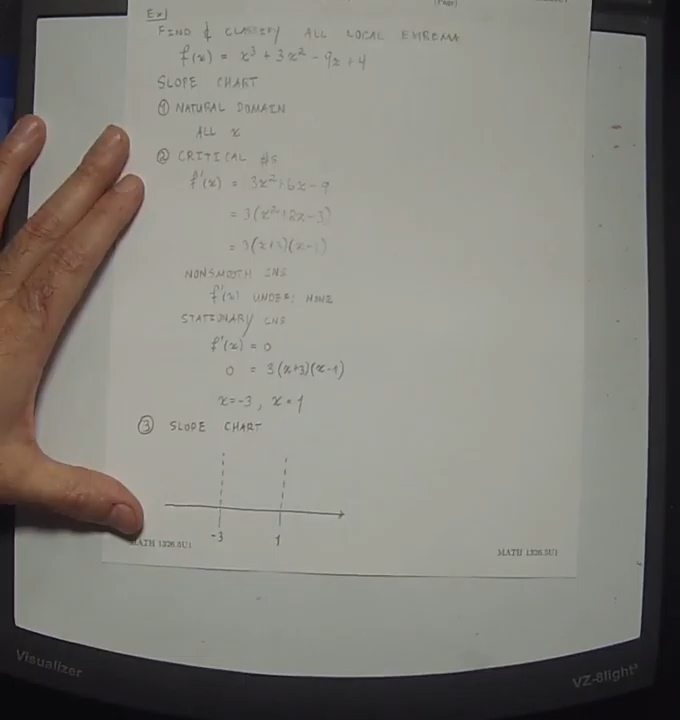 Ex1
FIND & CLASSIFY ALL LOCAL EXTREMA
f(x) = x³ + 3x² - 9x + 4
SLOPE CHART
① NATURAL DOMAIN
ALL x
② CRITICAL #S
f'(x) = 3x² + 6x - 9
= 3(x² + 2x - 3)
= 3(x+3)(x-1)
NONSMOOTH CNS
f'(x) UNDEF: NONE
STATIONARY CNS
f'(x) = 0
0 = 3(x+3)(x-1)
x = -3, x = 1
③ SLOPE CHART
-3 1
MATH 1326.SU1 MATH 1326.SU1
Visualizer VZ-8light³